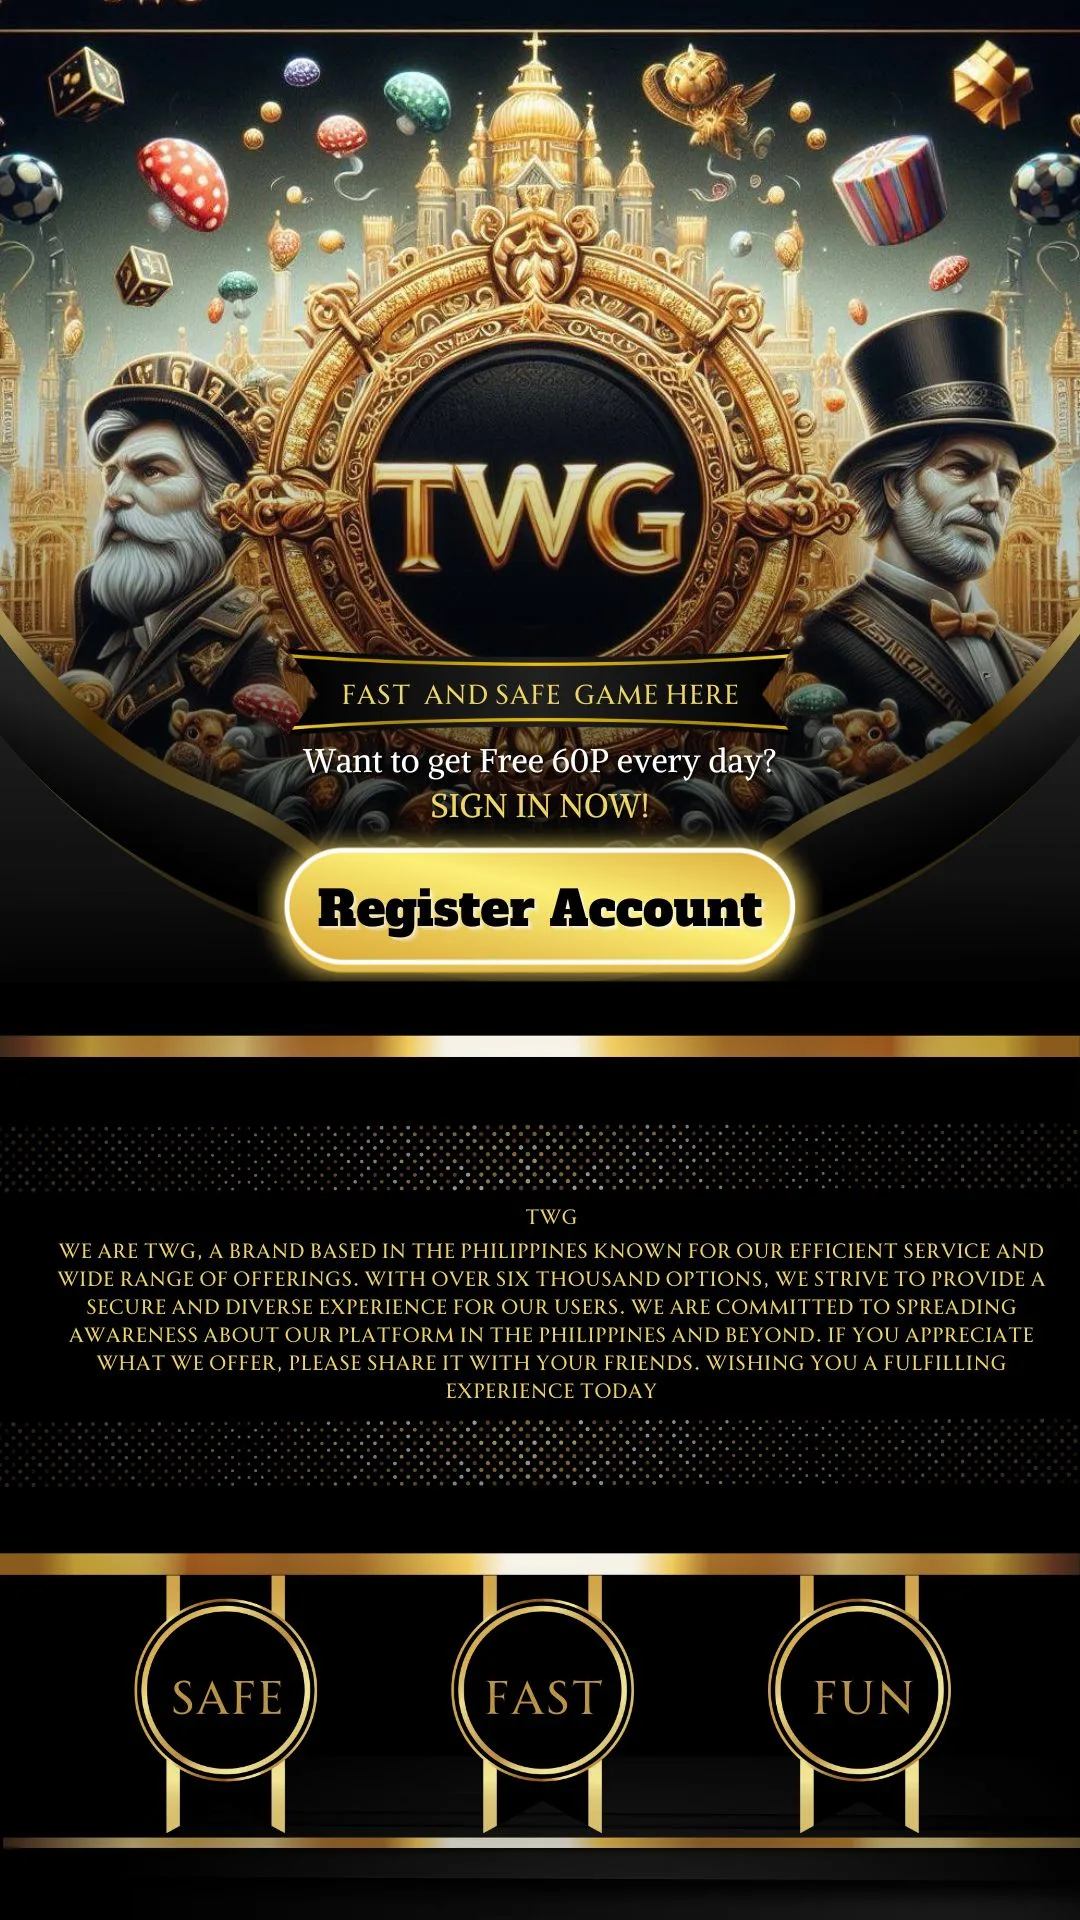 TWG
FAST AND SAFE GAME HERE
Want to get Free 60P every day?
SIGN IN NOW!
Register Account
TWG
WE ARE TWG, A BRAND BASED IN THE PHILIPPINES KNOWN FOR OUR EFFICIENT SERVICE AND
WIDE RANGE OF OFFERINGS. WITH OVER SIX THOUSAND OPTIONS, WE STRIVE TO PROVIDE A
SECURE AND DIVERSE EXPERIENCE FOR OUR USERS. WE ARE COMMITTED TO SPREADING
AWARENESS ABOUT OUR PLATFORM IN THE PHILIPPINES AND BEYOND. IF YOU APPRECIATE
WHAT WE OFFER, PLEASE SHARE IT WITH YOUR FRIENDS. WISHING YOU A FULFILLING
EXPERIENCE TODAY
SAFE
FAST
FUN